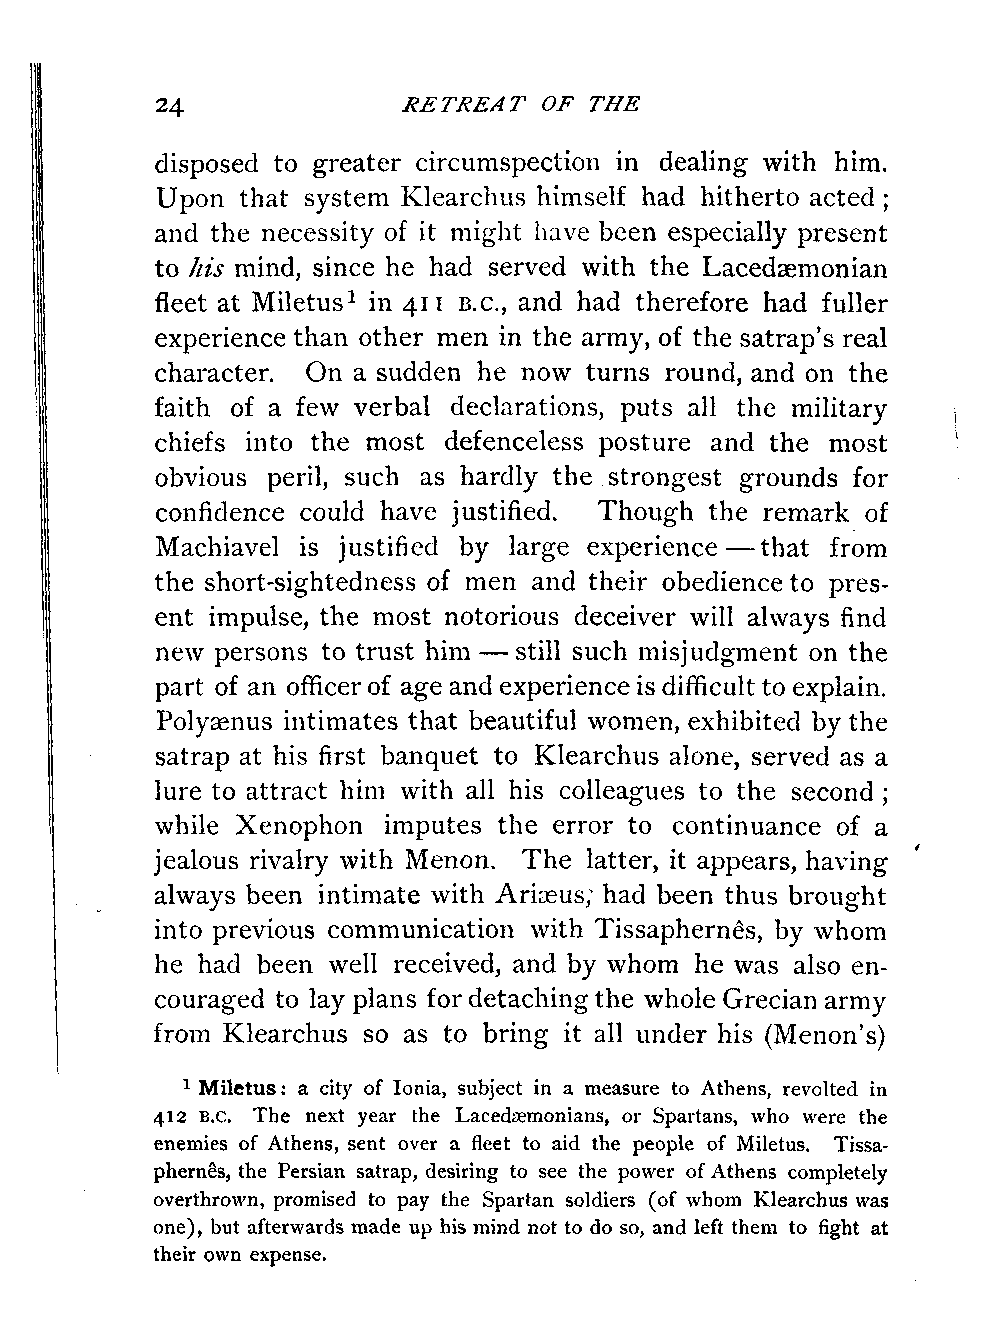 24 RETREAT OF THE
disposed to greater circumspection in dealing with him.
Upon that system Klearchus himself had hitherto acted ;
and the necessity of it might have been especially present
to his mind, since he had served with the Lacedæmonian
fleet at Miletus¹ in 411 B.C., and had therefore had fuller
experience than other men in the army, of the satrap's real
character. On a sudden he now turns round, and on the
faith of a few verbal declarations, puts all the military
chiefs into the most defenceless posture and the most
obvious peril, such as hardly the strongest grounds for
confidence could have justified. Though the remark of
Machiavel is justified by large experience — that from
the short-sightedness of men and their obedience to pres-
ent impulse, the most notorious deceiver will always find
new persons to trust him — still such misjudgment on the
part of an officer of age and experience is difficult to explain.
Polyænus intimates that beautiful women, exhibited by the
satrap at his first banquet to Klearchus alone, served as a
lure to attract him with all his colleagues to the second ;
while Xenophon imputes the error to continuance of a
jealous rivalry with Menon. The latter, it appears, having
always been intimate with Ariæus, had been thus brought
into previous communication with Tissaphernês, by whom
he had been well received, and by whom he was also en-
couraged to lay plans for detaching the whole Grecian army
from Klearchus so as to bring it all under his (Menon's)
¹ Miletus: a city of Ionia, subject in a measure to Athens, revolted in
412 B.C. The next year the Lacedæmonians, or Spartans, who were the
enemies of Athens, sent over a fleet to aid the people of Miletus. Tissa-
phernês, the Persian satrap, desiring to see the power of Athens completely
overthrown, promised to pay the Spartan soldiers (of whom Klearchus was
one), but afterwards made up his mind not to do so, and left them to fight at
their own expense.